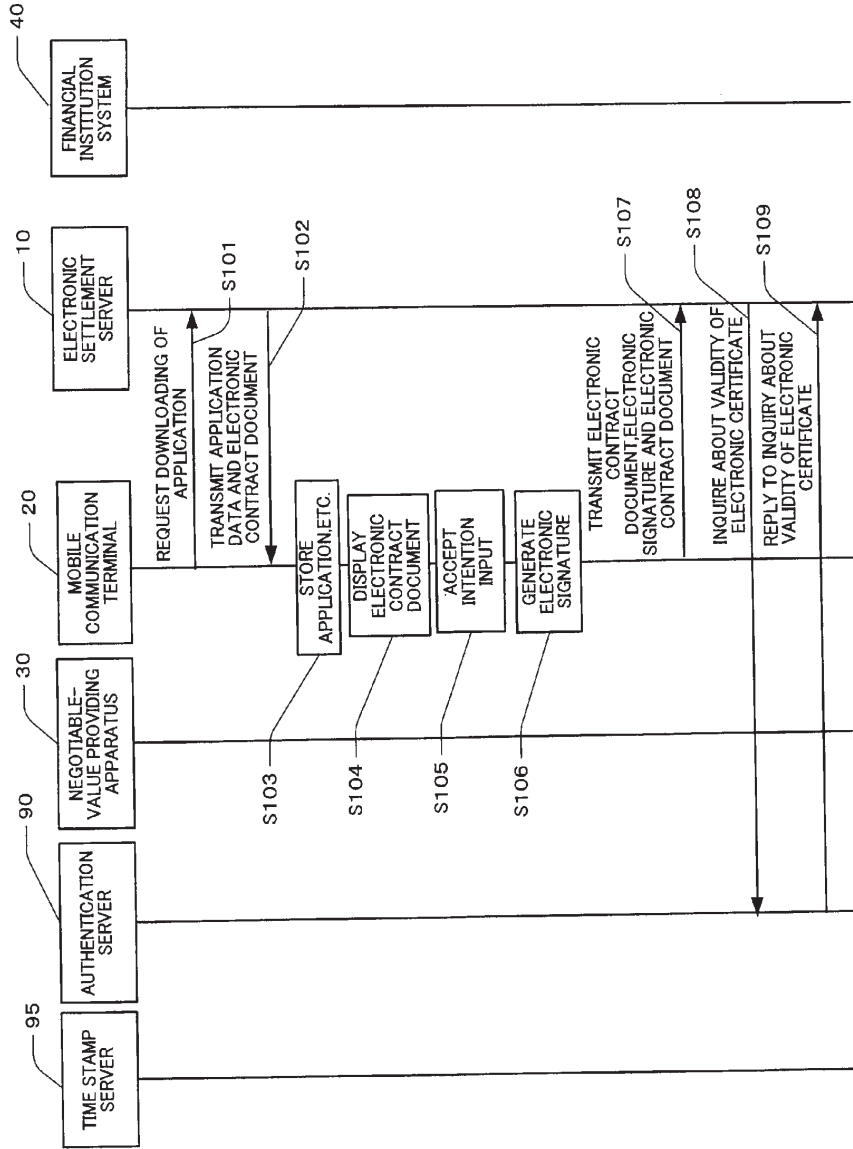 95
TIME STAMP
SERVER
90
AUTHENTICATION
SERVER
30
NEGOTIABLE-
VALUE PROVIDING
APPARATUS
20
MOBILE
COMMUNICATION
TERMINAL
10
ELECTRONIC
SETTLEMENT
SERVER
40
FINANCIAL
INSTITUTION
SYSTEM
REQUEST DOWNLOADING OF
APPLICATION
S101
TRANSMIT APPLICATION
DATA AND ELECTRONIC
CONTRACT DOCUMENT
S102
STORE
APPLICATION,ETC.
S103
DISPLAY
ELECTRONIC
CONTRACT
DOCUMENT
S104
ACCEPT
INTENTION
INPUT
S105
GENERATE
ELECTRONIC
SIGNATURE
S106
TRANSMIT ELECTRONIC
CONTRACT
DOCUMENT,ELECTRONIC
SIGNATURE AND ELECTRONIC
CONTRACT DOCUMENT
S107
INQUIRE ABOUT VALIDITY OF
ELECTRONIC CERTIFICATE
S108
REPLY TO INQUIRY ABOUT
VALIDITY OF ELECTRONIC
CERTIFICATE
S109